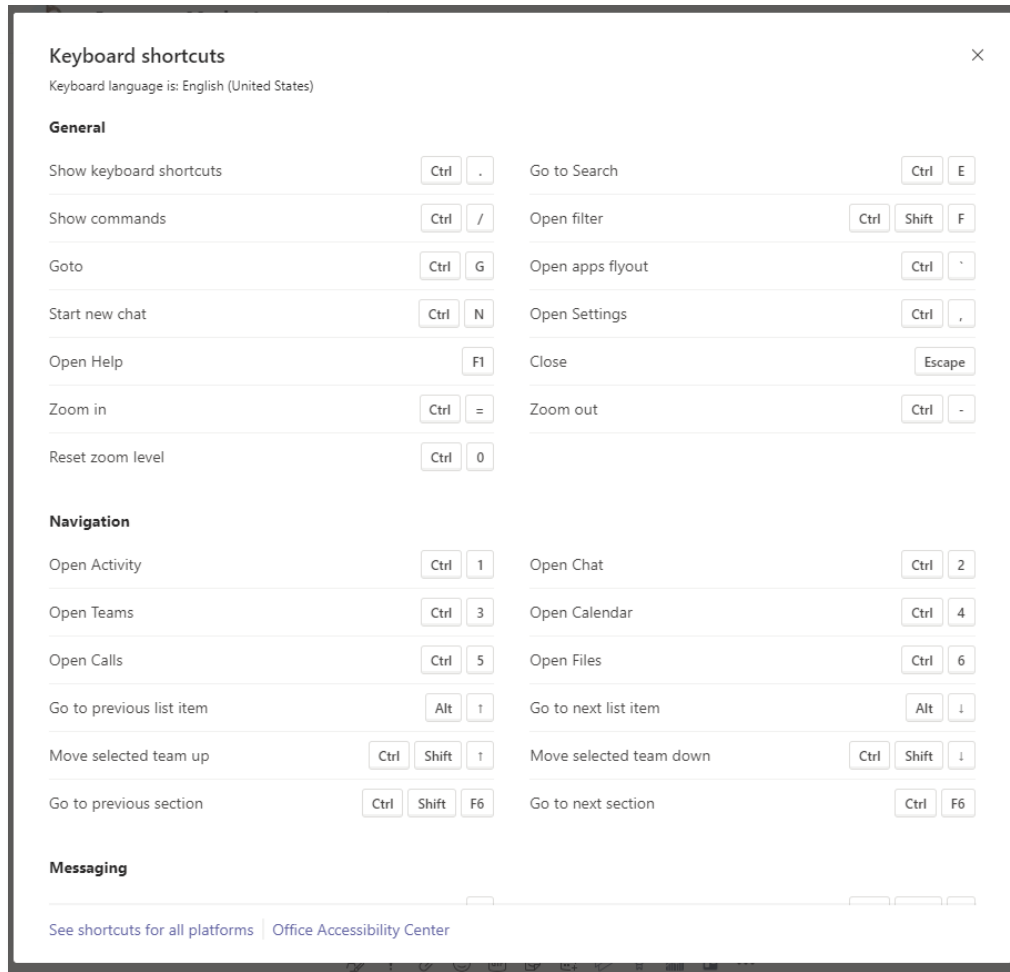 Keyboard shortcuts
Keyboard language is: English (United States)
General
Show keyboard shortcuts Ctrl . Go to Search Ctrl E
Show commands Ctrl / Open filter Ctrl Shift F
Goto Ctrl G Open apps flyout Ctrl `
Start new chat Ctrl N Open Settings Ctrl ,
Open Help F1 Close Escape
Zoom in Ctrl = Zoom out Ctrl -
Reset zoom level Ctrl 0
Navigation
Open Activity Ctrl 1 Open Chat Ctrl 2
Open Teams Ctrl 3 Open Calendar Ctrl 4
Open Calls Ctrl 5 Open Files Ctrl 6
Go to previous list item Alt ↑ Go to next list item Alt ↓
Move selected team up Ctrl Shift ↑ Move selected team down Ctrl Shift ↓
Go to previous section Ctrl Shift F6 Go to next section Ctrl F6
Messaging
See shortcuts for all platforms Office Accessibility Center